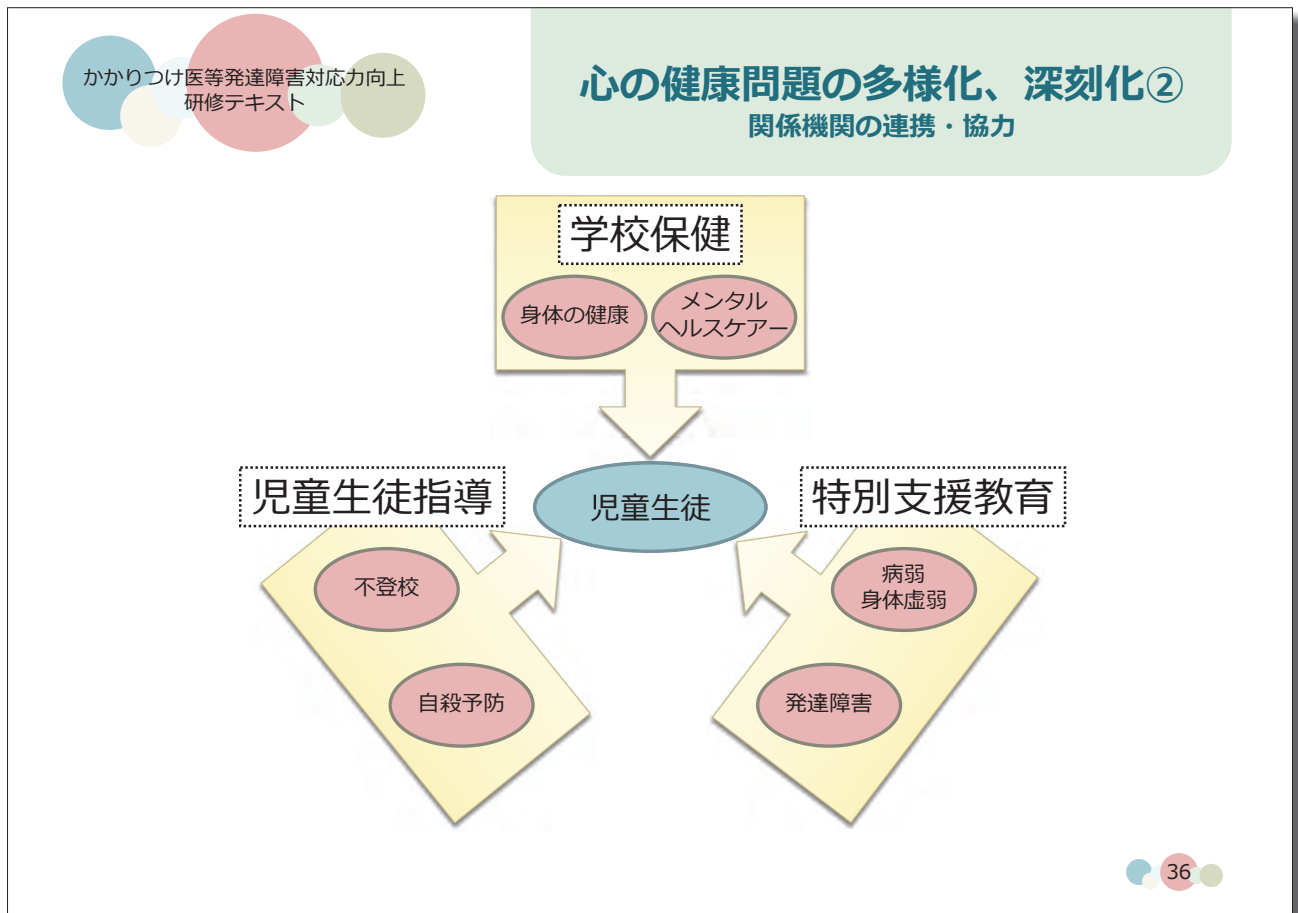 かかりつけ医等発達障害対応力向上
研修テキスト
心の健康問題の多様化、深刻化②
関係機関の連携・協力
学校保健
身体の健康
メンタル
ヘルスケアー
児童生徒指導
児童生徒
特別支援教育
不登校
病弱
身体虚弱
自殺予防
発達障害
36